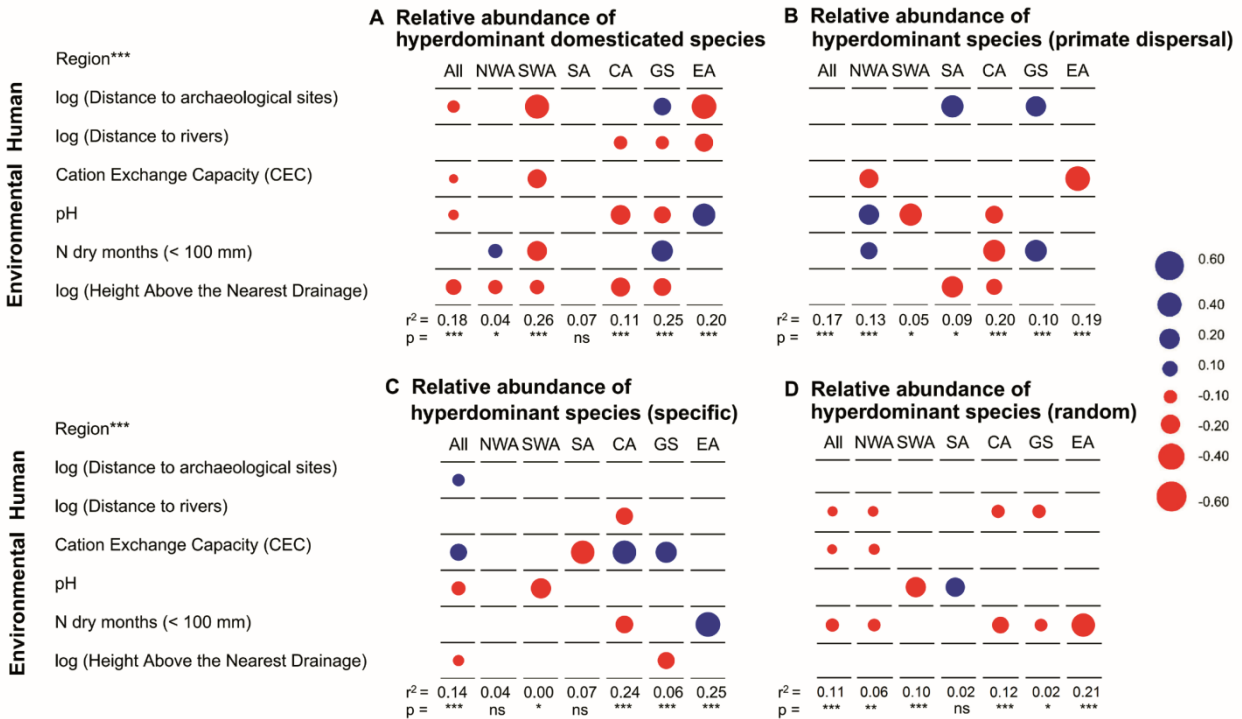 A Relative abundance of
hyperdominant domesticated species
B Relative abundance of
hyperdominant species (primate dispersal)
Human
Environmental
Region***
All NWA SWA SA CA GS EA
All NWA SWA SA CA GS EA
log (Distance to archaeological sites)
log (Distance to rivers)
Cation Exchange Capacity (CEC)
pH
N dry months (< 100 mm)
log (Height Above the Nearest Drainage)
r² = 0.18 0.04 0.26 0.07 0.11 0.25 0.20
p = *** * *** ns *** *** ***
r² = 0.17 0.13 0.05 0.09 0.20 0.10 0.19
p = *** *** * * *** *** ***
0.60
0.40
0.20
0.10
-0.10
-0.20
-0.40
-0.60
C Relative abundance of
hyperdominant species (specific)
D Relative abundance of
hyperdominant species (random)
Human
Environmental
Region***
All NWA SWA SA CA GS EA
All NWA SWA SA CA GS EA
log (Distance to archaeological sites)
log (Distance to rivers)
Cation Exchange Capacity (CEC)
pH
N dry months (< 100 mm)
log (Height Above the Nearest Drainage)
r² = 0.14 0.04 0.00 0.07 0.24 0.06 0.25
p = *** ns * ns *** *** ***
r² = 0.11 0.06 0.10 0.02 0.12 0.02 0.21
p = *** ** *** ns *** * ***